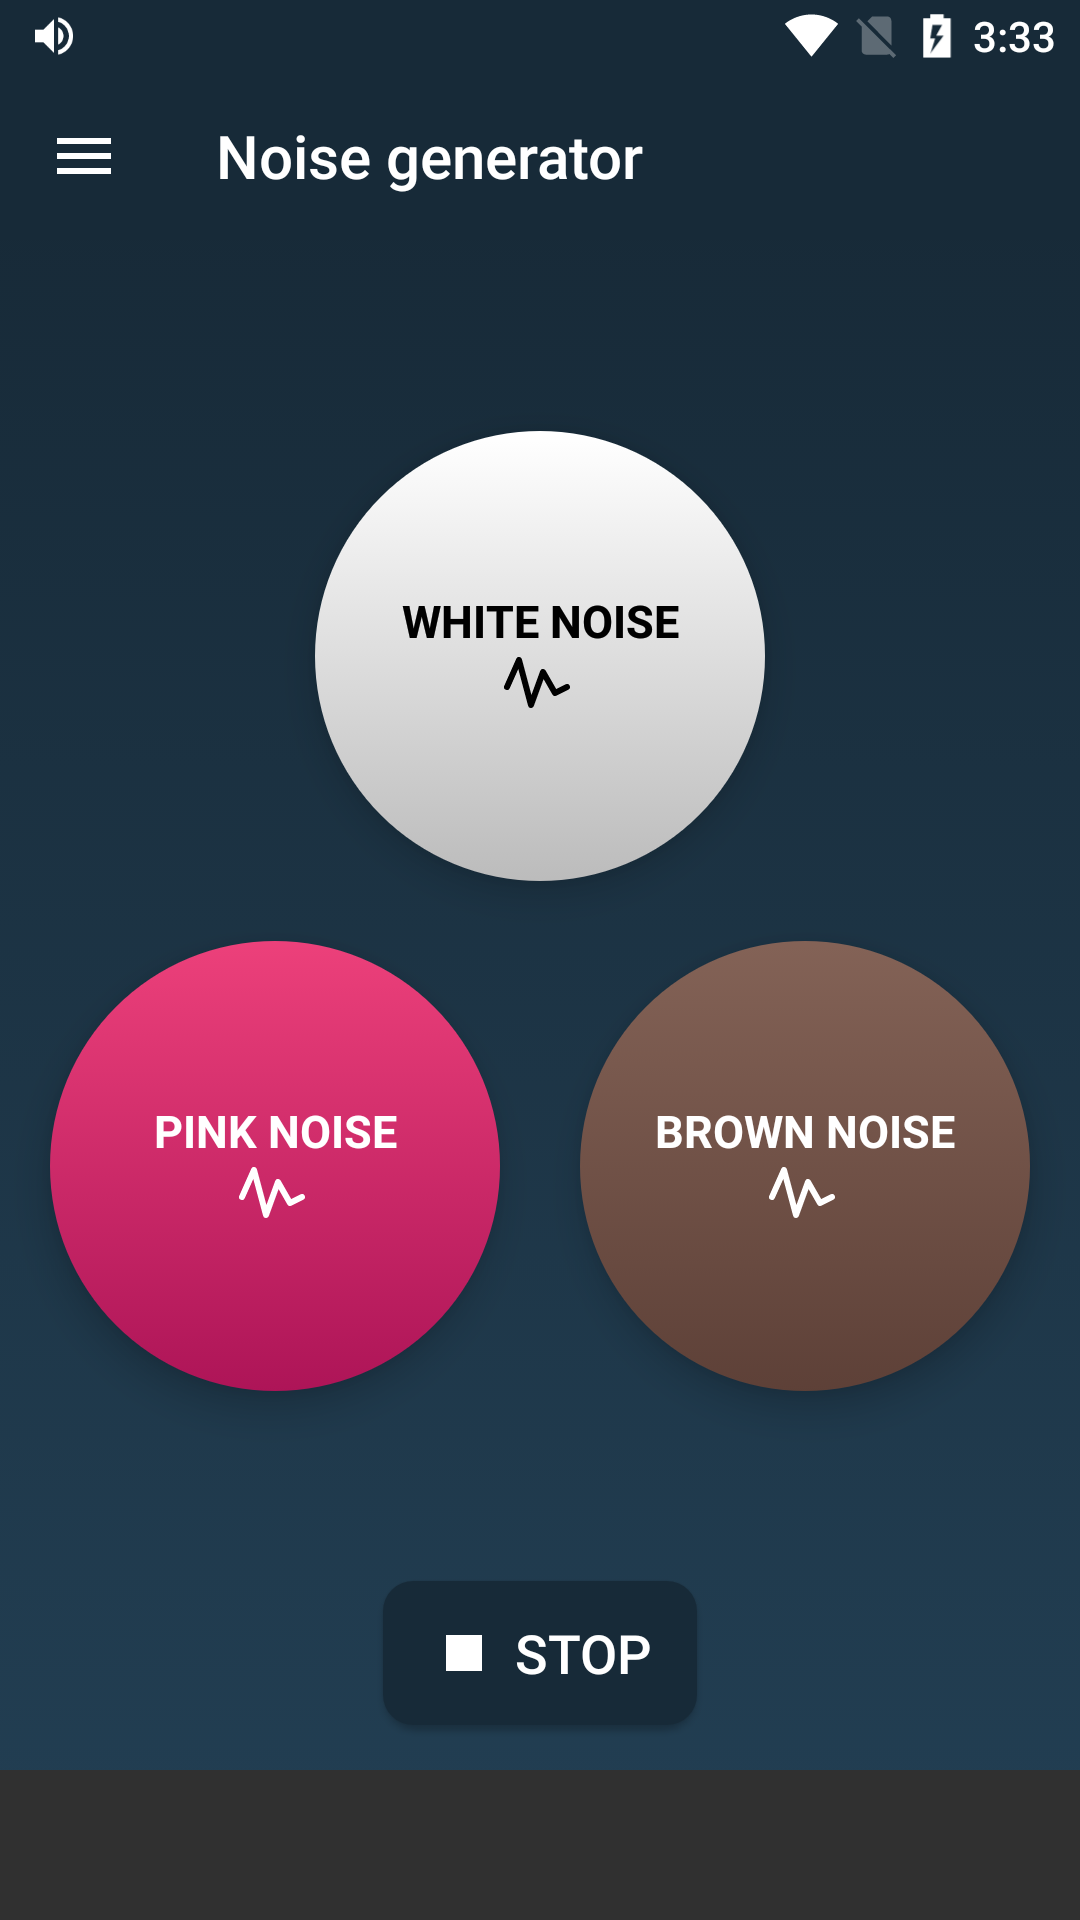 3:33
Noise generator
WHITE NOISE
PINK NOISE
BROWN NOISE
STOP